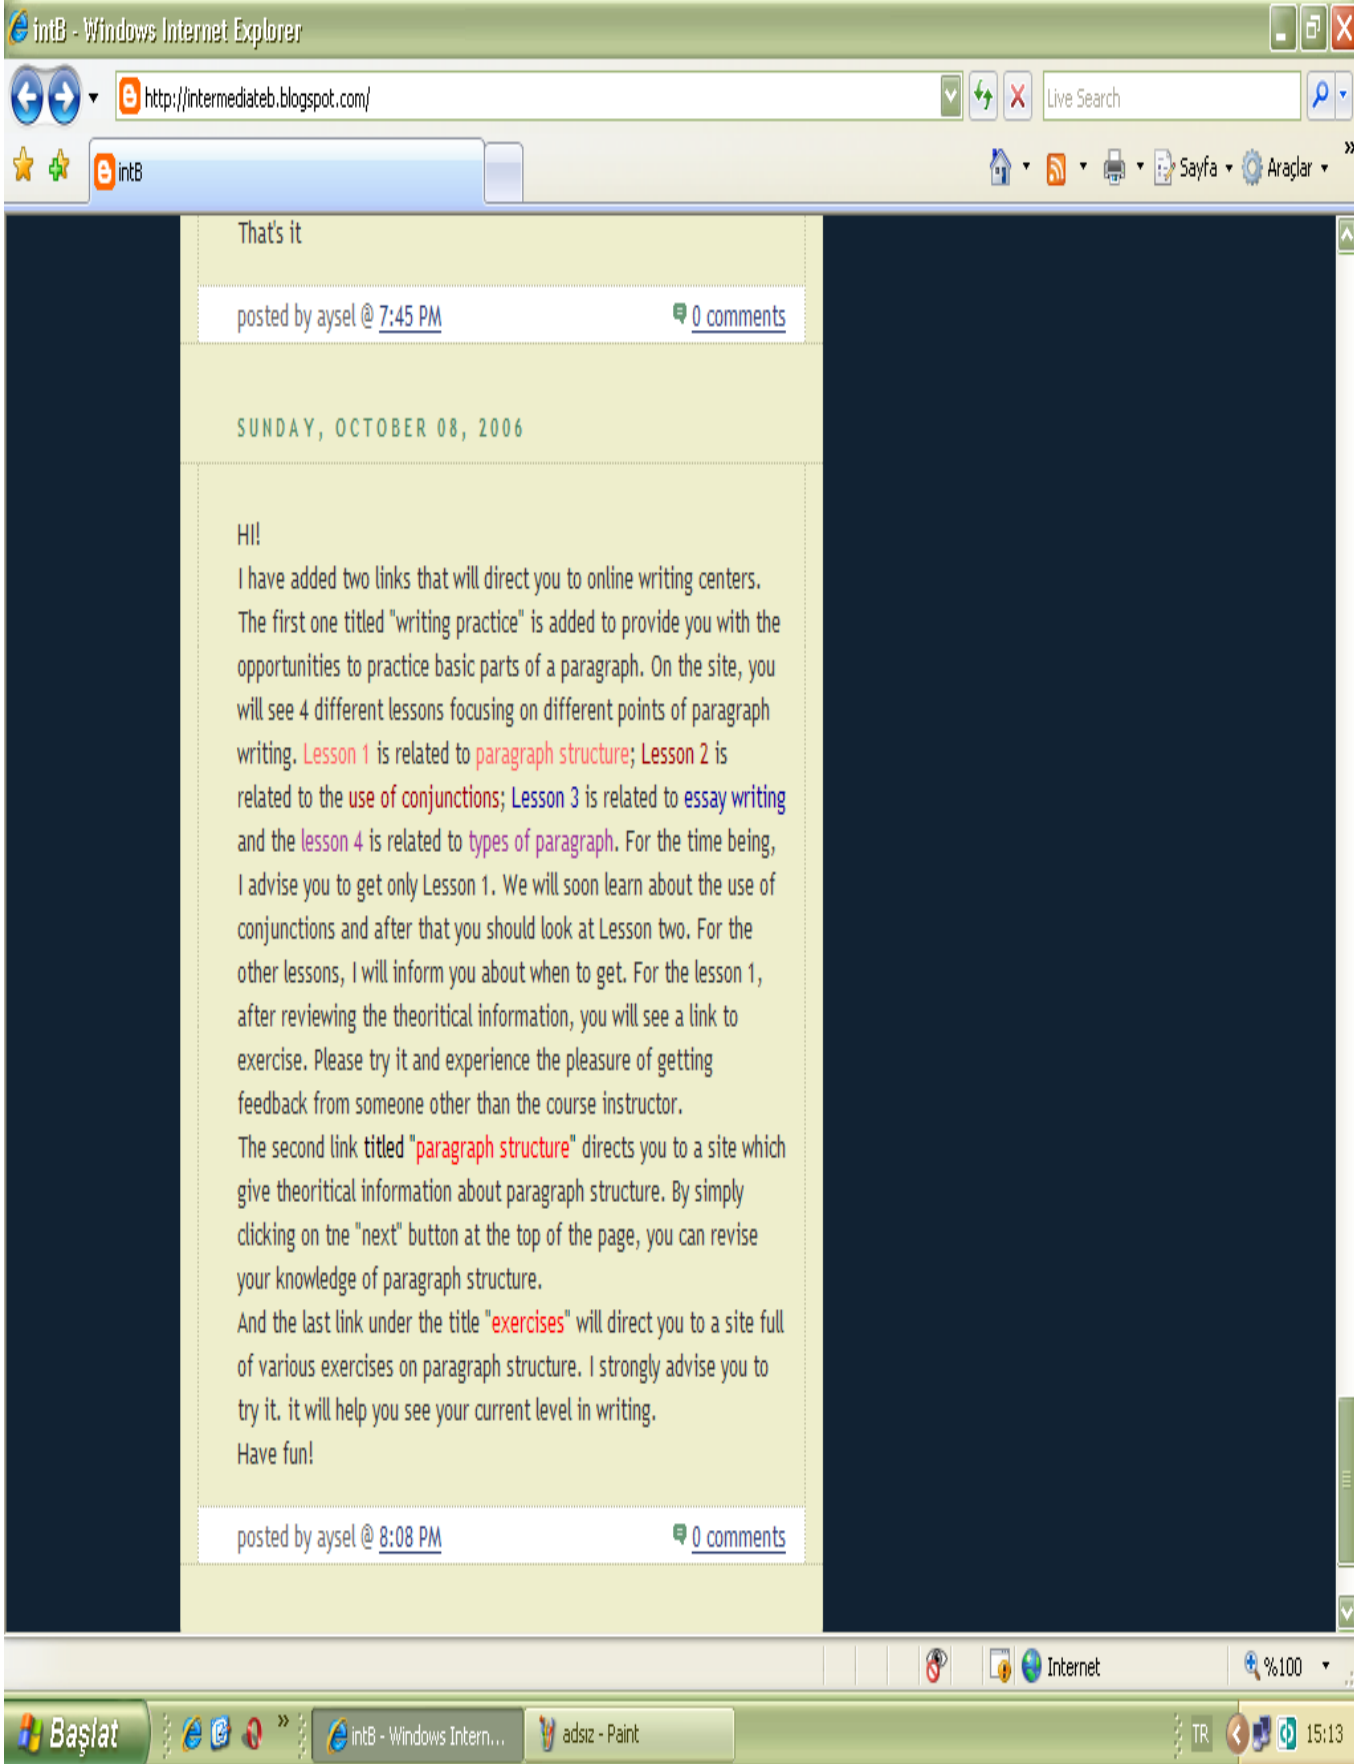 intB - Windows Internet Explorer
http://intermediateb.blogspot.com/
Live Search
intB
Sayfa
Araçlar
That's it
posted by aysel @ 7:45 PM
0 comments
SUNDAY, OCTOBER 08, 2006
HI!
I have added two links that will direct you to online writing centers.
The first one titled "writing practice" is added to provide you with the
opportunities to practice basic parts of a paragraph. On the site, you
will see 4 different lessons focusing on different points of paragraph
writing. Lesson 1 is related to paragraph structure; Lesson 2 is
related to the use of conjunctions; Lesson 3 is related to essay writing
and the lesson 4 is related to types of paragraph. For the time being,
I advise you to get only Lesson 1. We will soon learn about the use of
conjunctions and after that you should look at Lesson two. For the
other lessons, I will inform you about when to get. For the lesson 1,
after reviewing the theoritical information, you will see a link to
exercise. Please try it and experience the pleasure of getting
feedback from someone other than the course instructor.
The second link titled "paragraph structure" directs you to a site which
give theoritical information about paragraph structure. By simply
clicking on tne "next" button at the top of the page, you can revise
your knowledge of paragraph structure.
And the last link under the title "exercises" will direct you to a site full
of various exercises on paragraph structure. I strongly advise you to
try it. it will help you see your current level in writing.
Have fun!
posted by aysel @ 8:08 PM
0 comments
Internet
%100
Başlat
intB - Windows Intern...
adsız - Paint
TR
15:13